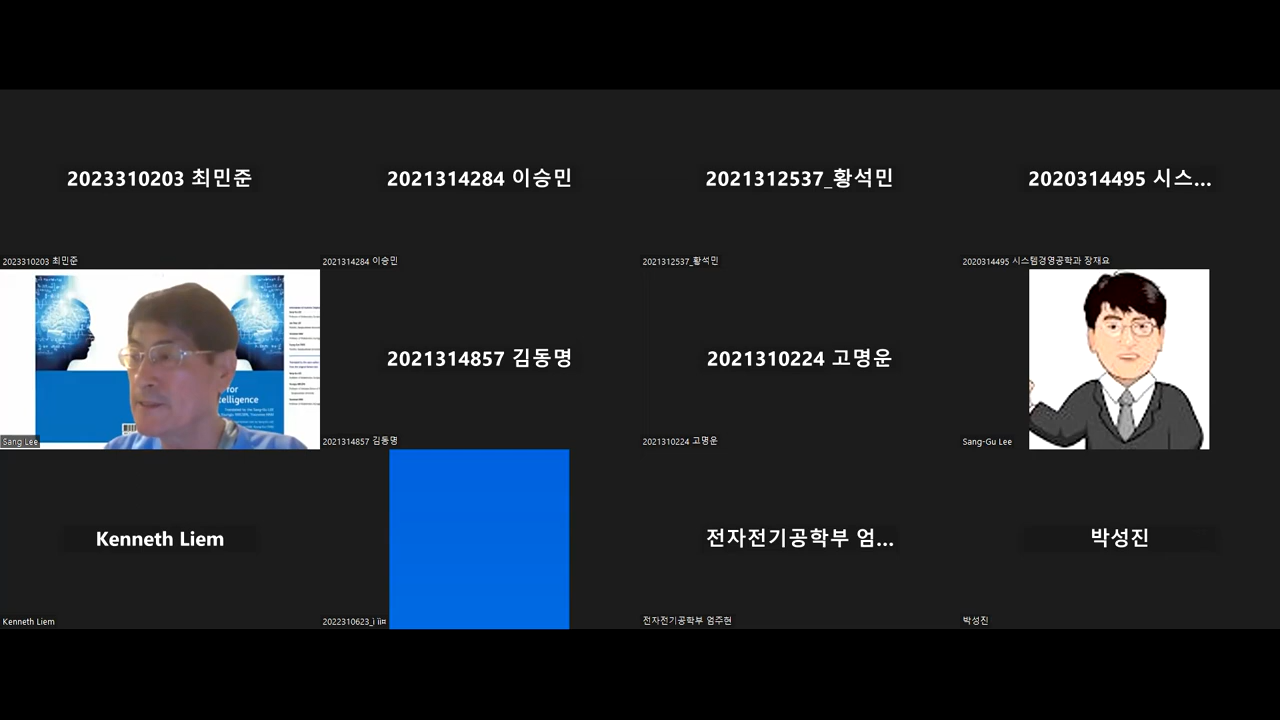 2023310203 최민준
2021314284 이승민
2021312537_황석민
2020314495 시스...
2023310203 최민준
2021314284 이승민
2021312537_황석민
2020314495 시스템경영공학과 장재요
for
telligence
Sang Lee
2021314857 김동명
2021310224 고명운
2021314857 김동명
2021310224 고명운
Sang-Gu Lee
Kenneth Liem
전자전기공학부 엄...
박성진
Kenneth Liem
2022310623_
전자전기공학부 엄주현
박성진